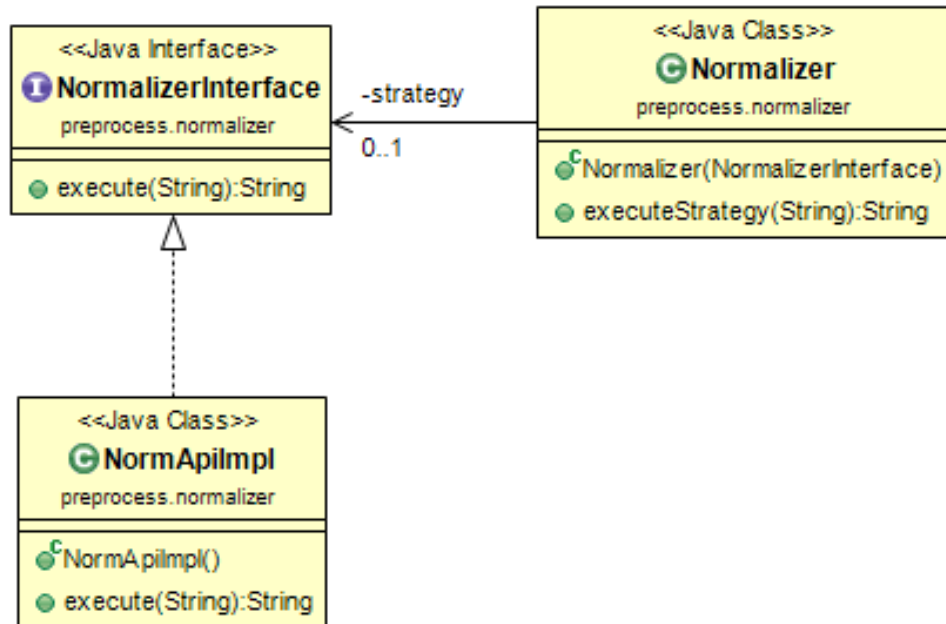 <<Java Interface>>
I NormalizerInterface
preprocess.normalizer
execute(String):String
-strategy
0..1
<<Java Class>>
C Normalizer
preprocess.normalizer
C Normalizer(NormalizerInterface)
executeStrategy(String):String
<<Java Class>>
C NormApiImpl
preprocess.normalizer
C NormApiImpl()
execute(String):String